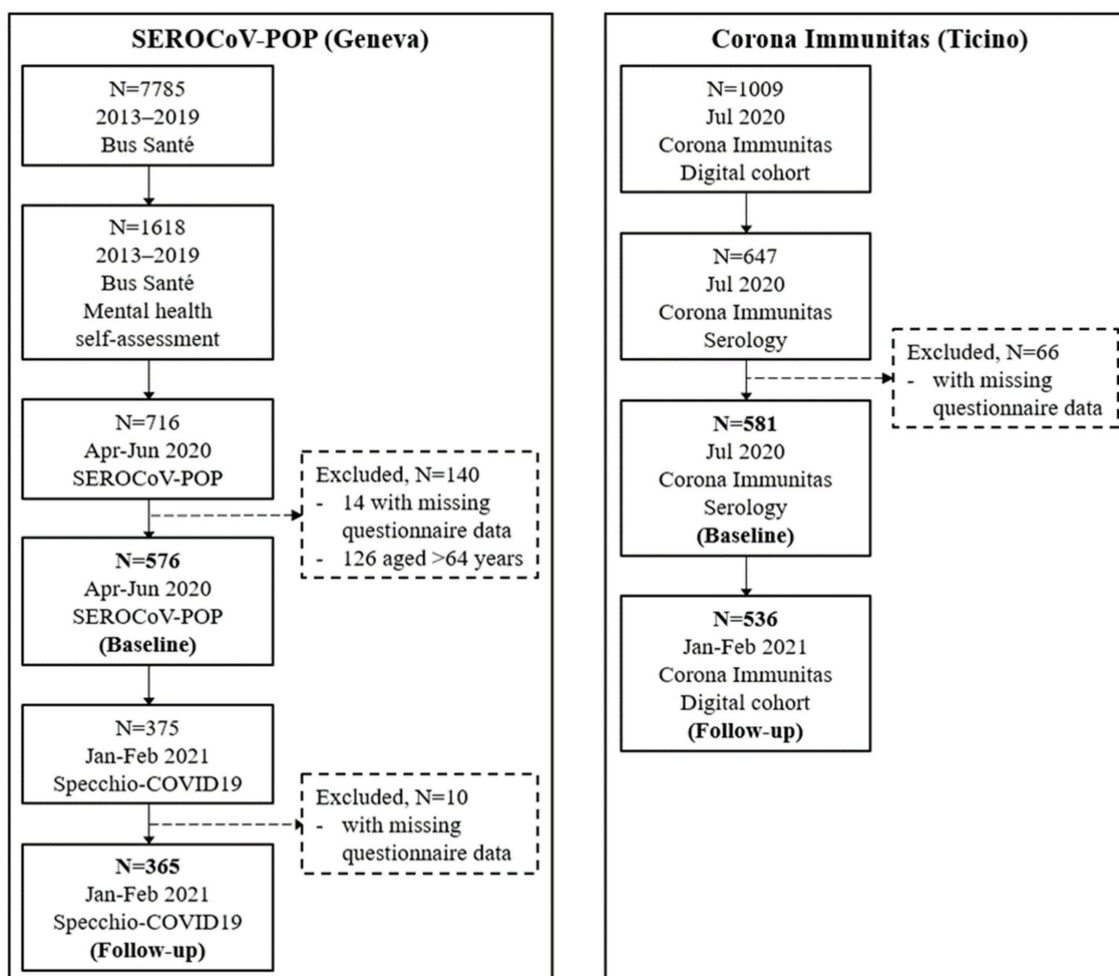 SEROCoV-POP (Geneva)
N=7785
2013–2019
Bus Santé
N=1618
2013–2019
Bus Santé
Mental health
self-assessment
N=716
Apr-Jun 2020
SEROCoV-POP
Excluded, N=140
- 14 with missing
questionnaire data
- 126 aged >64 years
N=576
Apr-Jun 2020
SEROCoV-POP
(Baseline)
N=375
Jan-Feb 2021
Specchio-COVID19
Excluded, N=10
- with missing
questionnaire data
N=365
Jan-Feb 2021
Specchio-COVID19
(Follow-up)
Corona Immunitas (Ticino)
N=1009
Jul 2020
Corona Immunitas
Digital cohort
N=647
Jul 2020
Corona Immunitas
Serology
Excluded, N=66
- with missing
questionnaire data
N=581
Jul 2020
Corona Immunitas
Serology
(Baseline)
N=536
Jan-Feb 2021
Corona Immunitas
Digital cohort
(Follow-up)